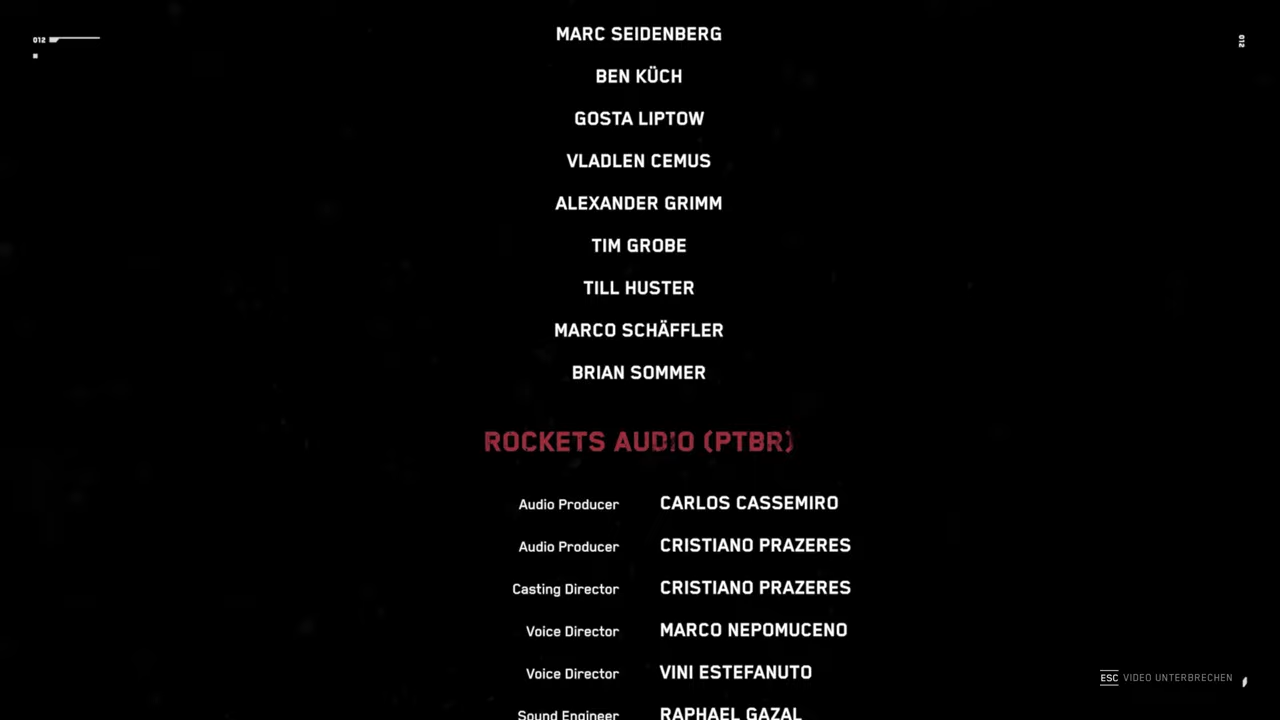 012
012
MARC SEIDENBERG
BEN KÜCH
GOSTA LIPTOW
VLADLEN CEMUS
ALEXANDER GRIMM
TIM GROBE
TILL HUSTER
MARCO SCHÄFFLER
BRIAN SOMMER
ROCKETS AUDIO (PTBR)
Audio Producer CARLOS CASSEMIRO
Audio Producer CRISTIANO PRAZERES
Casting Director CRISTIANO PRAZERES
Voice Director MARCO NEPOMUCENO
Voice Director VINI ESTEFANUTO
Sound Engineer RAPHAEL GAZAL
ESC VIDEO UNTERBRECHEN